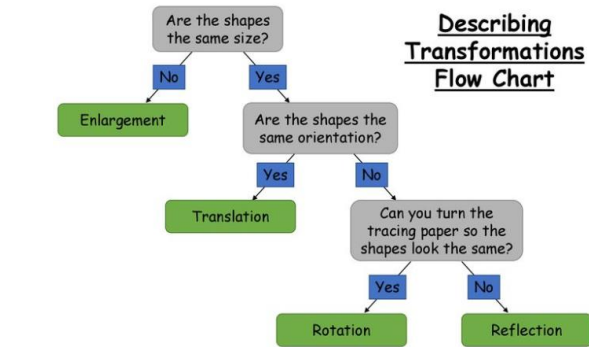 Describing
Transformations
Flow Chart
Are the shapes
the same size?
No
Yes
Enlargement
Are the shapes the
same orientation?
Yes
No
Translation
Can you turn the
tracing paper so the
shapes look the same?
Yes
No
Rotation
Reflection